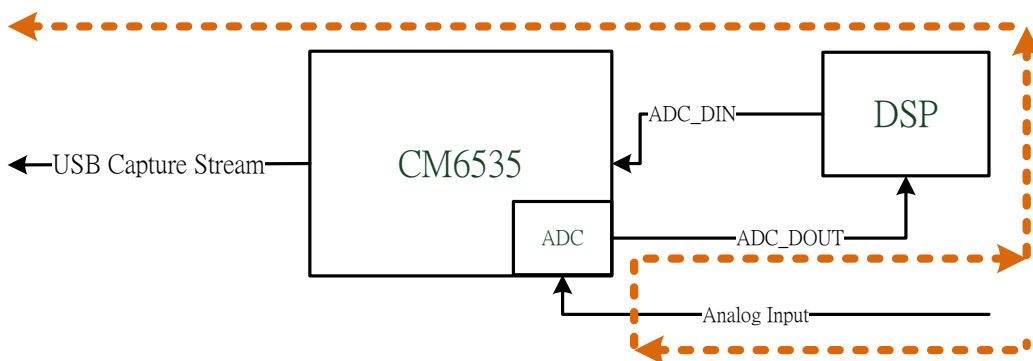 ADC_DIN
DSP
USB Capture Stream
CM6535
ADC
ADC_DOUT
Analog Input